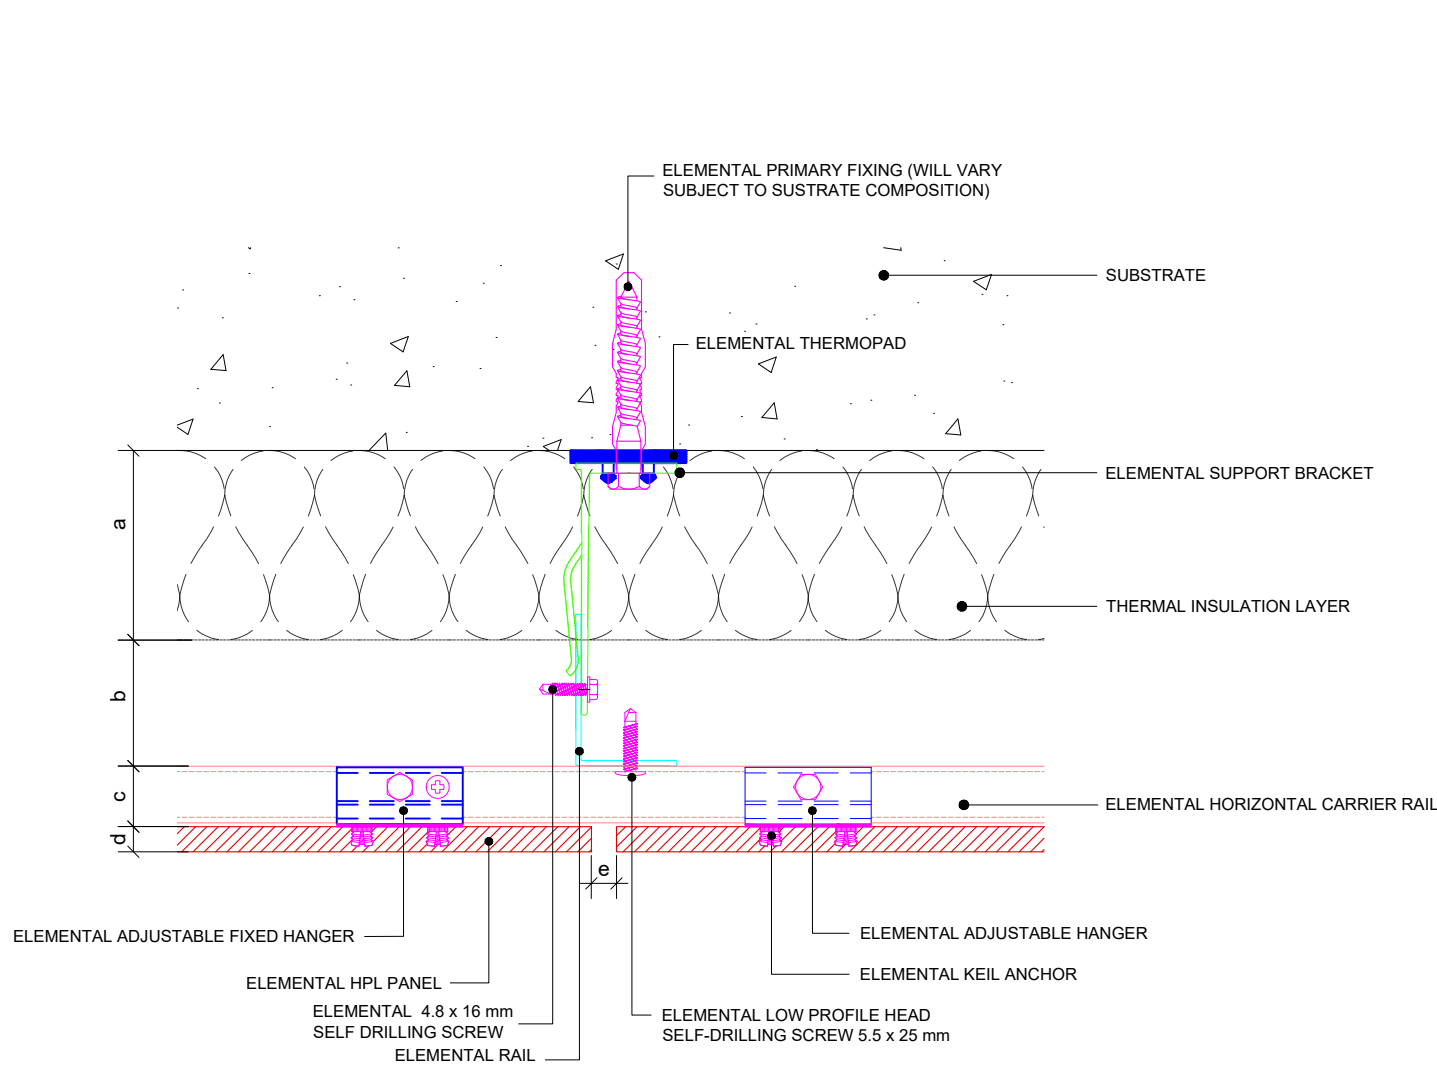 ELEMENTAL PRIMARY FIXING (WILL VARY
SUBJECT TO SUSTRATE COMPOSITION)
SUBSTRATE
ELEMENTAL THERMOPAD
ELEMENTAL SUPPORT BRACKET
a
THERMAL INSULATION LAYER
b
c
ELEMENTAL HORIZONTAL CARRIER RAIL
d
e
ELEMENTAL ADJUSTABLE FIXED HANGER
ELEMENTAL ADJUSTABLE HANGER
ELEMENTAL HPL PANEL
ELEMENTAL KEIL ANCHOR
ELEMENTAL 4.8 x 16 mm
SELF DRILLING SCREW
ELEMENTAL LOW PROFILE HEAD
SELF-DRILLING SCREW 5.5 x 25 mm
ELEMENTAL RAIL